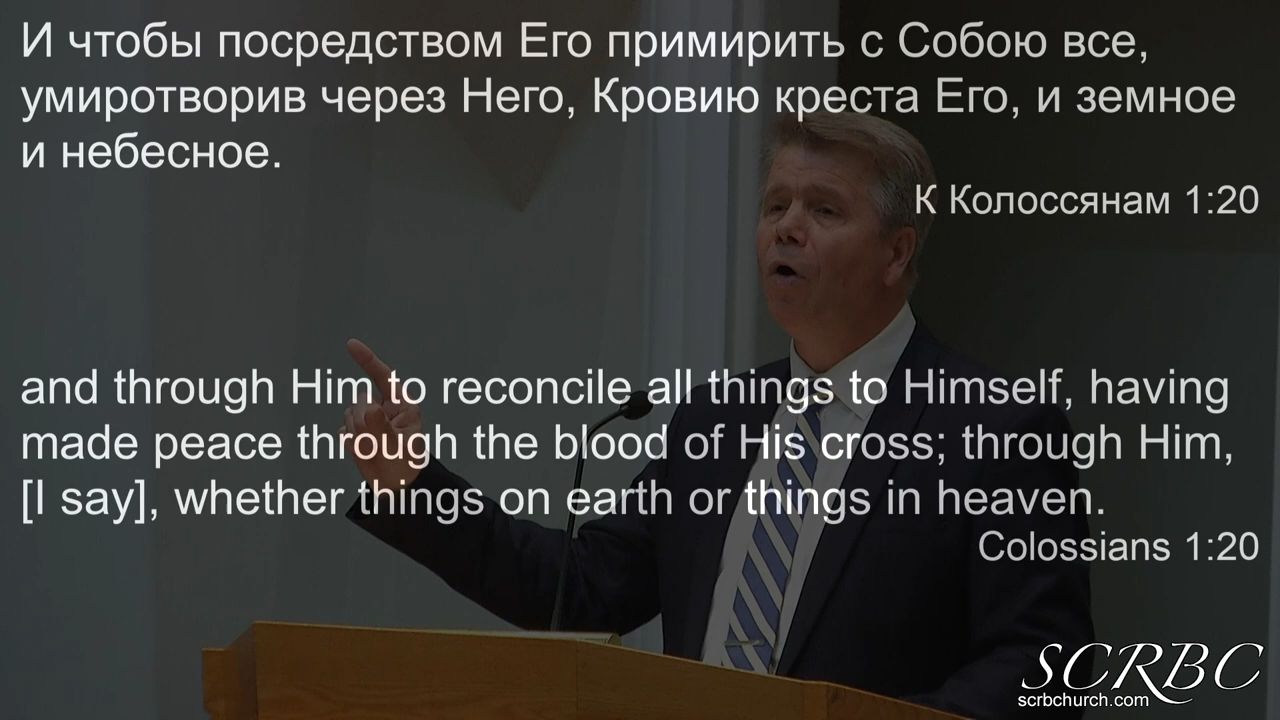 И чтобы посредством Его примирить с Собою все,
умиротворив через Него, Кровию креста Его, и земное
и небесное.
К Колоссянам 1:20
and through Him to reconcile all things to Himself, having
made peace through the blood of His cross; through Him,
[I say], whether things on earth or things in heaven.
Colossians 1:20
SCRBC
scrbchurch.com